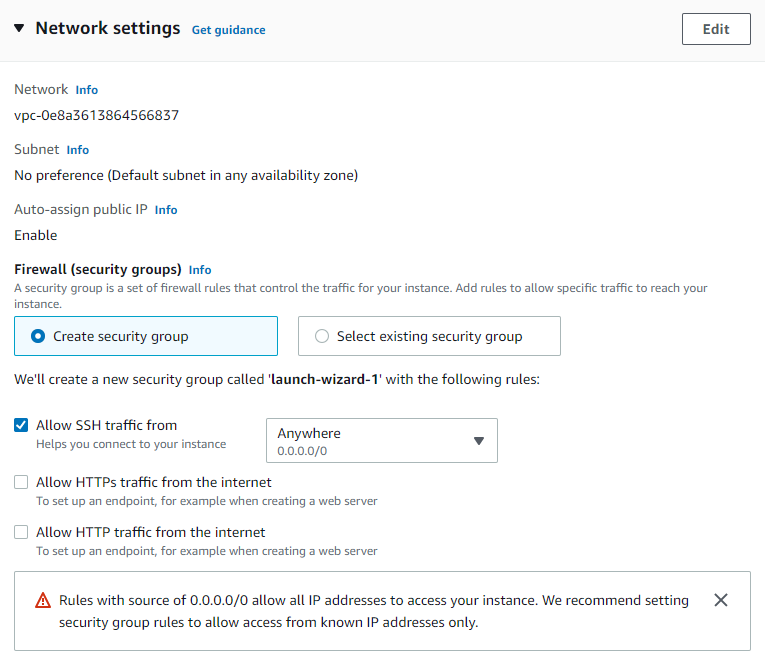 Network settings Get guidance Edit
Network Info
vpc-0e8a3613864566837
Subnet Info
No preference (Default subnet in any availability zone)
Auto-assign public IP Info
Enable
Firewall (security groups) Info
A security group is a set of firewall rules that control the traffic for your instance. Add rules to allow specific traffic to reach your
instance.
Create security group Select existing security group
We'll create a new security group called 'launch-wizard-1' with the following rules:
Allow SSH traffic from
Helps you connect to your instance
Anywhere
0.0.0.0/0
Allow HTTPs traffic from the internet
To set up an endpoint, for example when creating a web server
Allow HTTP traffic from the internet
To set up an endpoint, for example when creating a web server
Rules with source of 0.0.0.0/0 allow all IP addresses to access your instance. We recommend setting
security group rules to allow access from known IP addresses only.